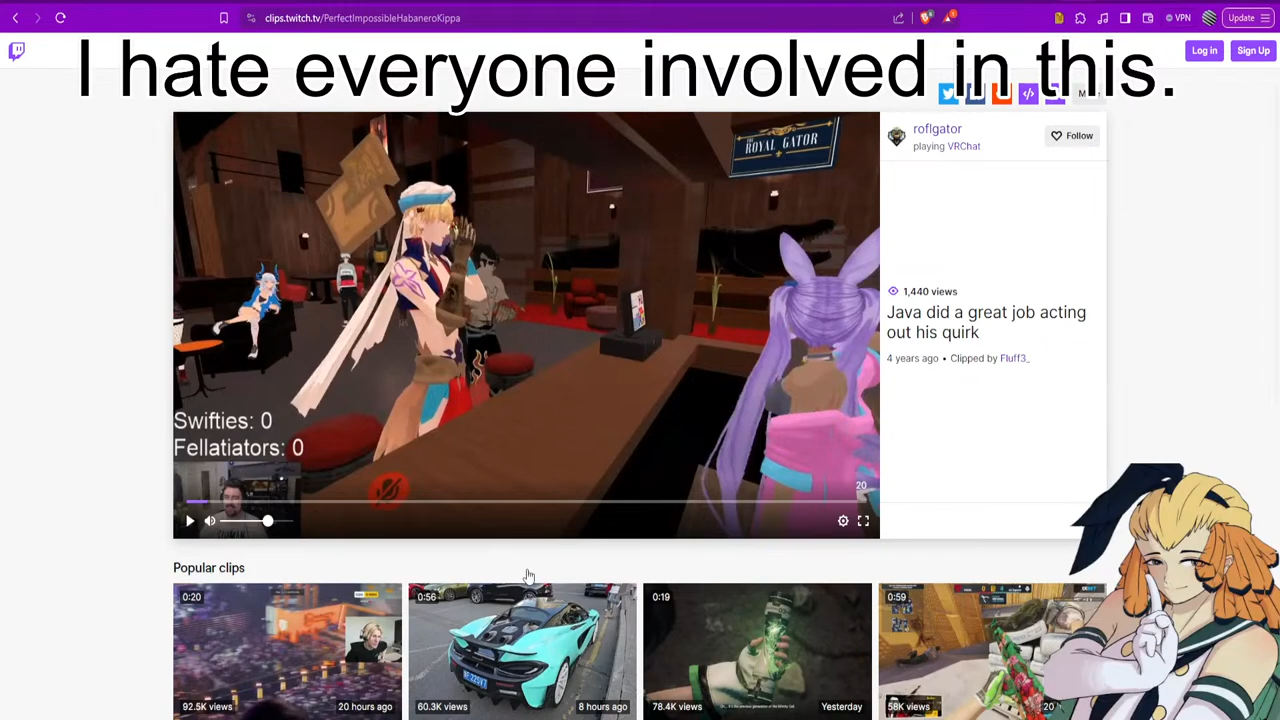 clips.twitch.tv/PerfectImpossibleHabaneroKippa
VPN
Update
Log in
Sign Up
I hate everyone involved in this.
roflgator
playing VRChat
Follow
THE
ROYAL GATOR
1,440 views
Java did a great job acting
out his quirk
4 years ago • Clipped by Fluff3_
Swifties: 0
Fellatiators: 0
20
Popular clips
0:20
0:56
0:19
0:59
92.5K views
20 hours ago
60.3K views
8 hours ago
78.4K views
Yesterday
58K views
20